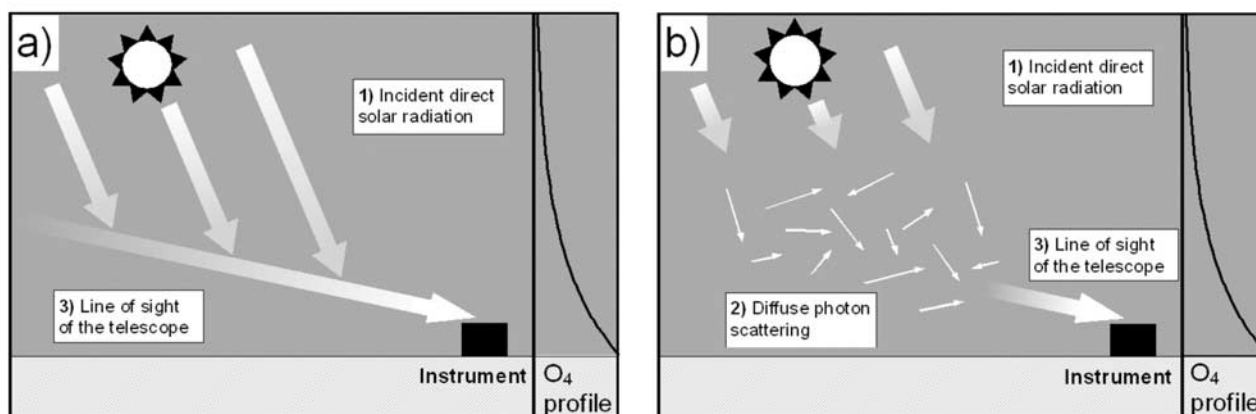 a)
1) Incident direct
solar radiation
3) Line of sight
of the telescope
Instrument
O₄
profile
b)
1) Incident direct
solar radiation
3) Line of sight
of the telescope
2) Diffuse photon
scattering
Instrument
O₄
profile